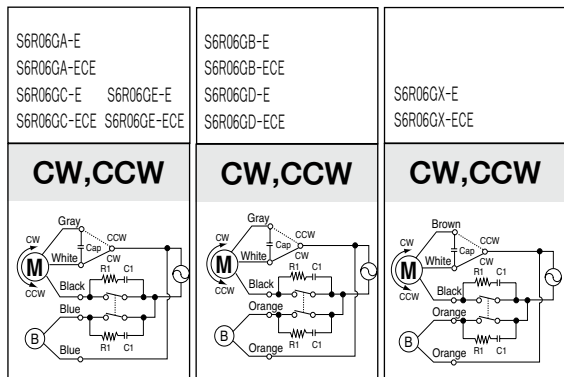 S6R06GA-E
S6R06GA-ECE
S6R06GC-E S6R06GE-E
S6R06GC-ECE S6R06GE-ECE
CW,CCW
Gray
CW
CCW
Cap
CW
White
M
R1 C1
CCW
Black
Blue
B
R1 C1
Blue
S6R06GB-E
S6R06GB-ECE
S6R06GD-E
S6R06GD-ECE
CW,CCW
Gray
CW
CCW
Cap
CW
White
M
R1 C1
CCW
Black
Orange
B
R1 C1
Orange
S6R06GX-E
S6R06GX-ECE
CW,CCW
Brown
CW
CCW
Cap
CW
White
M
R1 C1
CCW
Black
Orange
B
R1 C1
Orange